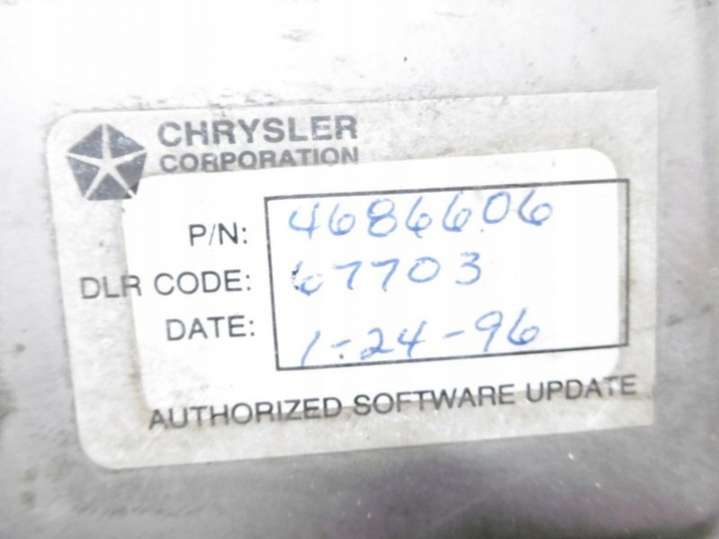 CHRYSLER
CORPORATION
P/N: 4686606
DLR CODE: 67703
DATE: 1-24-96
AUTHORIZED SOFTWARE UPDATE